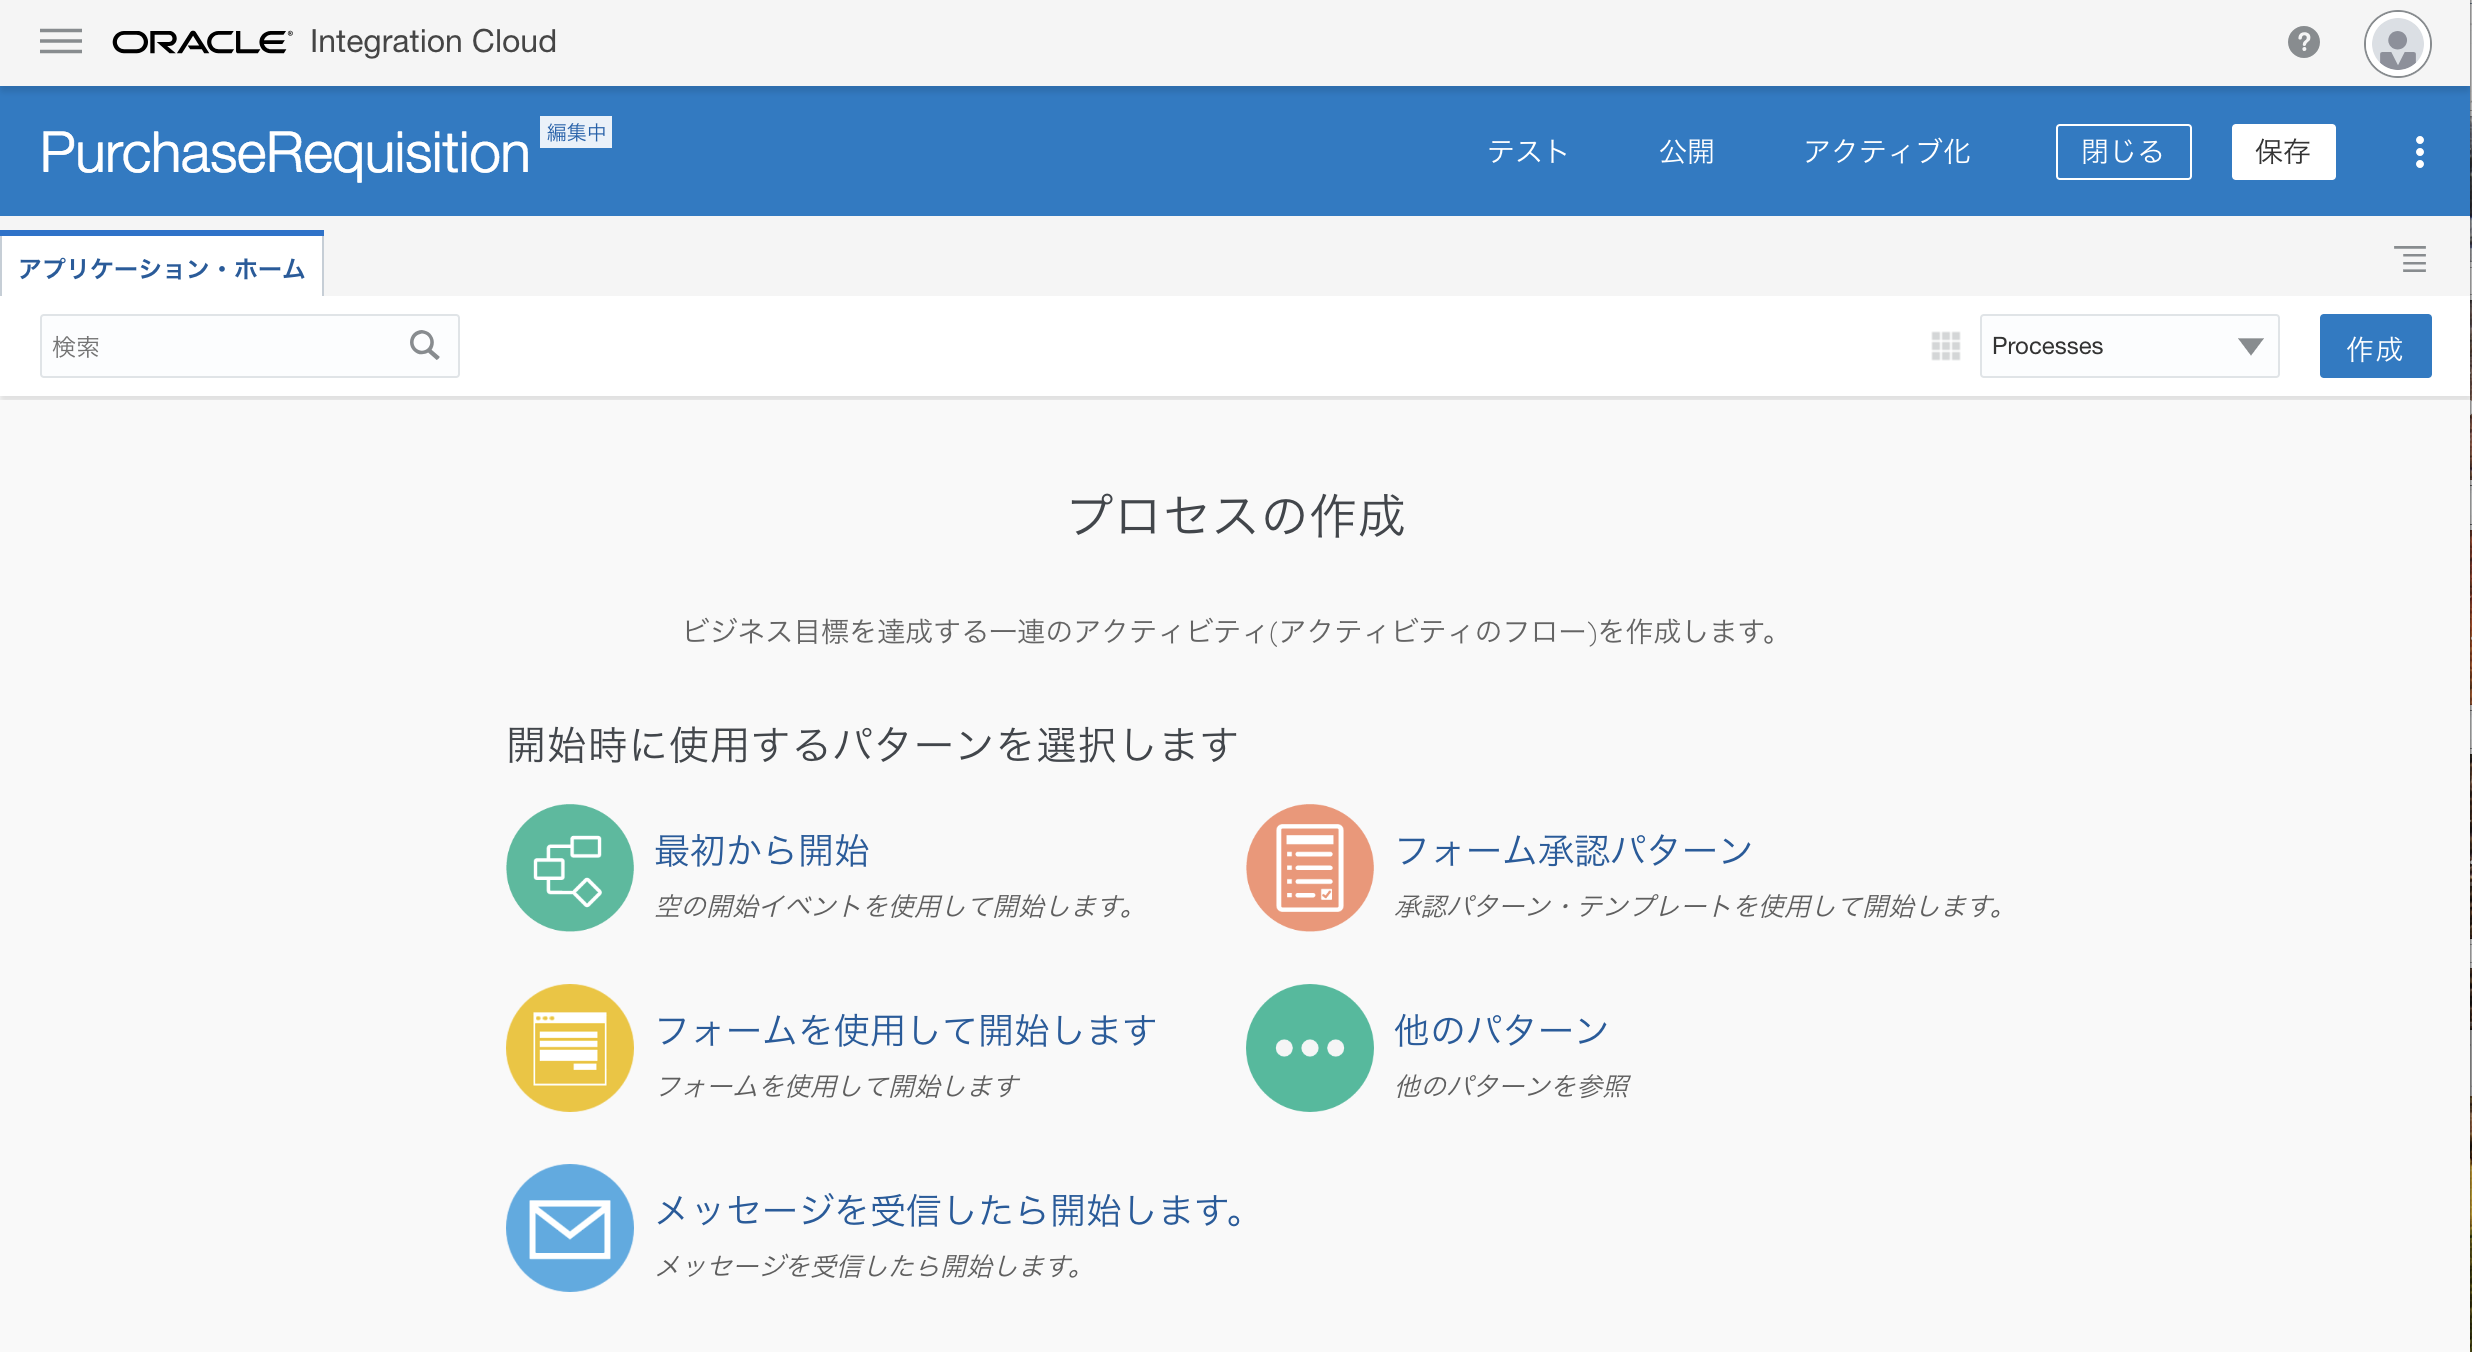 ORACLE® Integration Cloud
PurchaseRequisition 編集中 テスト 公開 アクティブ化 閉じる 保存
アプリケーション・ホーム
検索 Processes 作成
プロセスの作成
ビジネス目標を達成する一連のアクティビティ(アクティビティのフロー)を作成します。
開始時に使用するパターンを選択します
最初から開始
空の開始イベントを使用して開始します。
フォーム承認パターン
承認パターン・テンプレートを使用して開始します。
フォームを使用して開始します
フォームを使用して開始します
他のパターン
他のパターンを参照
メッセージを受信したら開始します。
メッセージを受信したら開始します。